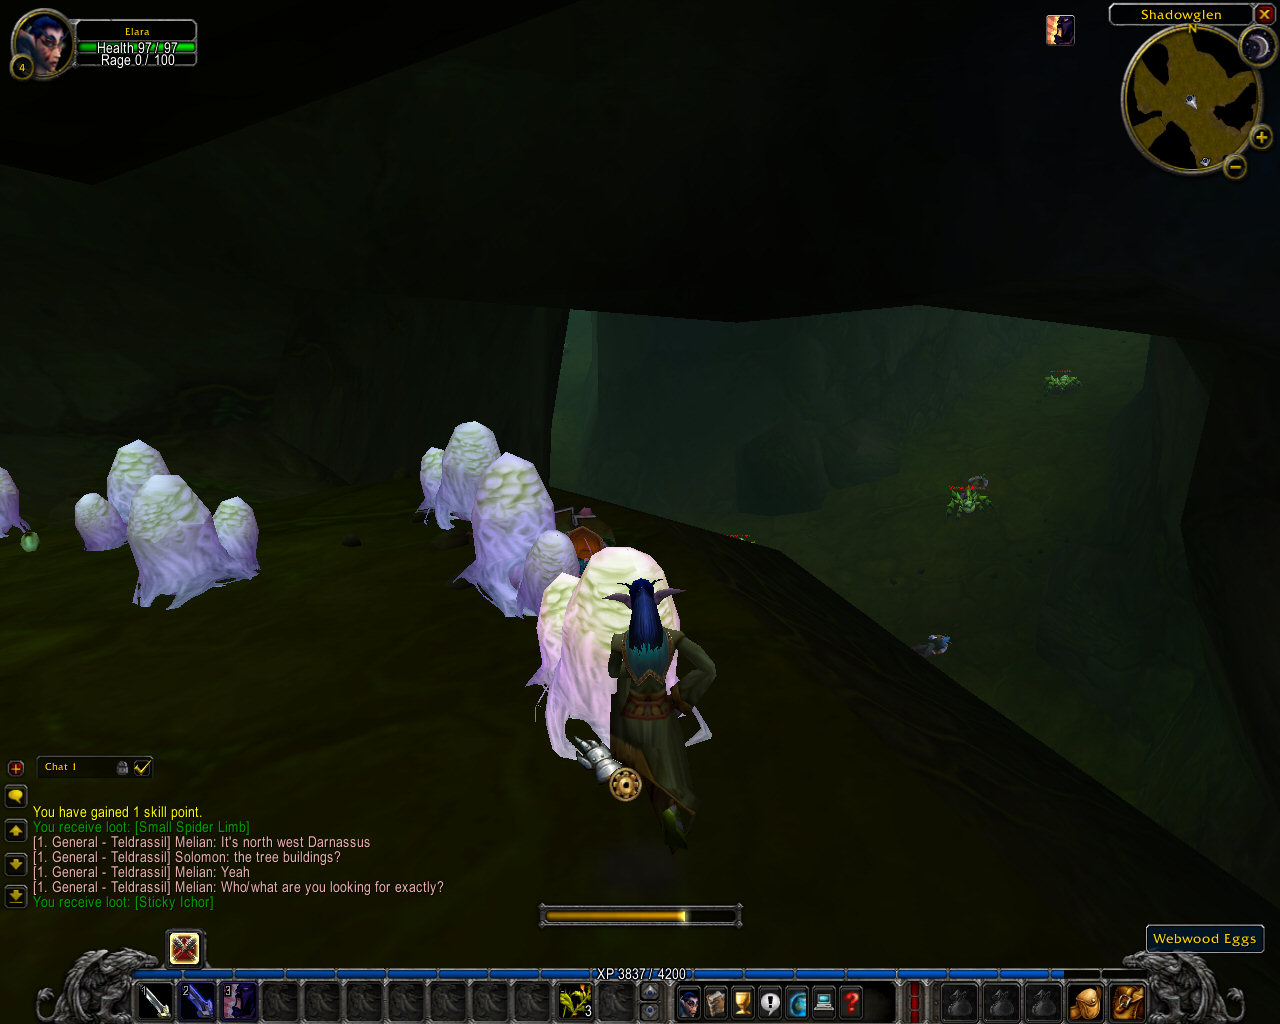 Elara
Health 97 / 97
Rage 0 / 100
4
Shadowglen
N
Chat 1
You have gained 1 skill point.
You receive loot: [Small Spider Limb]
[1. General - Teldrassil] Melian: It's north west Darnassus
[1. General - Teldrassil] Solomon: the tree buildings?
[1. General - Teldrassil] Melian: Yeah
[1. General - Teldrassil] Melian: Who/what are you looking for exactly?
You receive loot: [Sticky Ichor]
Webwood Eggs
XP 3837 / 4200
1
2
3
3